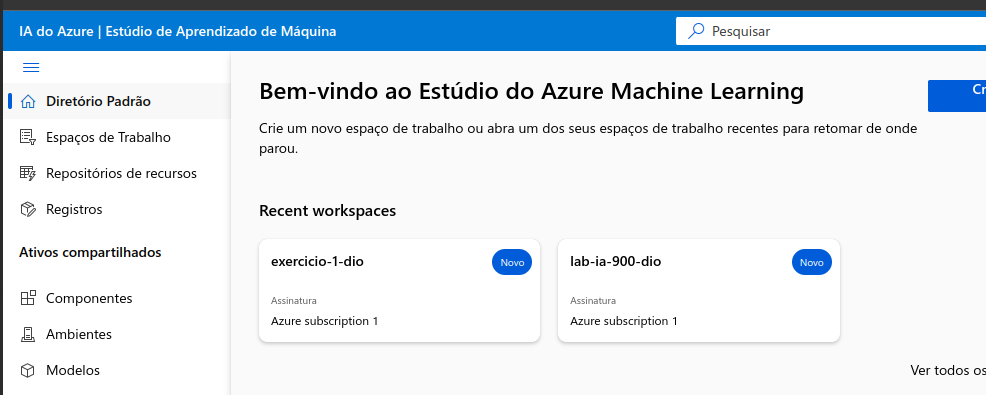 IA do Azure | Estúdio de Aprendizado de Máquina
Pesquisar
Diretório Padrão
Espaços de Trabalho
Repositórios de recursos
Registros
Ativos compartilhados
Componentes
Ambientes
Modelos
Bem-vindo ao Estúdio do Azure Machine Learning
Cr
Crie um novo espaço de trabalho ou abra um dos seus espaços de trabalho recentes para retomar de onde
parou.
Recent workspaces
exercicio-1-dio
Novo
Assinatura
Azure subscription 1
lab-ia-900-dio
Novo
Assinatura
Azure subscription 1
Ver todos os